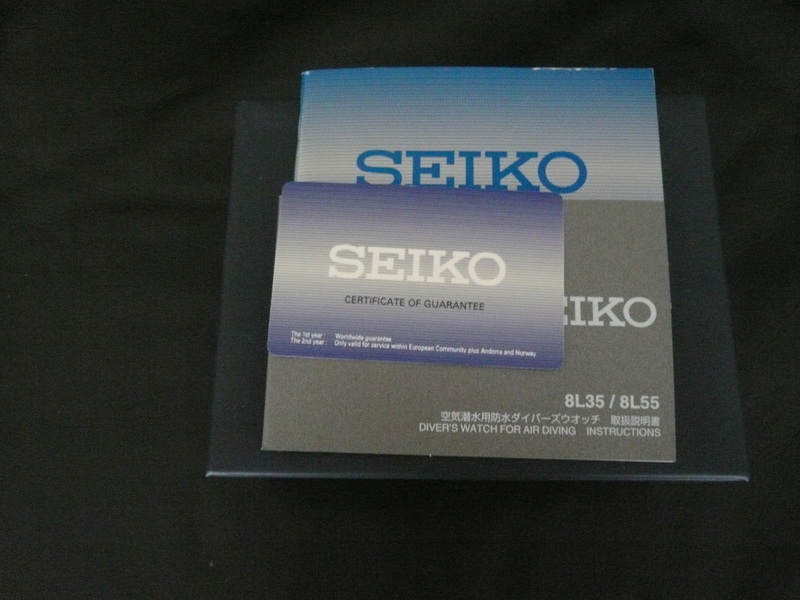 SEIKO
SEIKO
CERTIFICATE OF GUARANTEE
EIKO
The 1st year : Worldwide guarantee
The 2nd year : Only valid for service within European Community plus Andorra and Norway
8L35 / 8L55
空気潜水用防水ダイバーズウオッチ 取扱説明書
DIVER'S WATCH FOR AIR DIVING INSTRUCTIONS